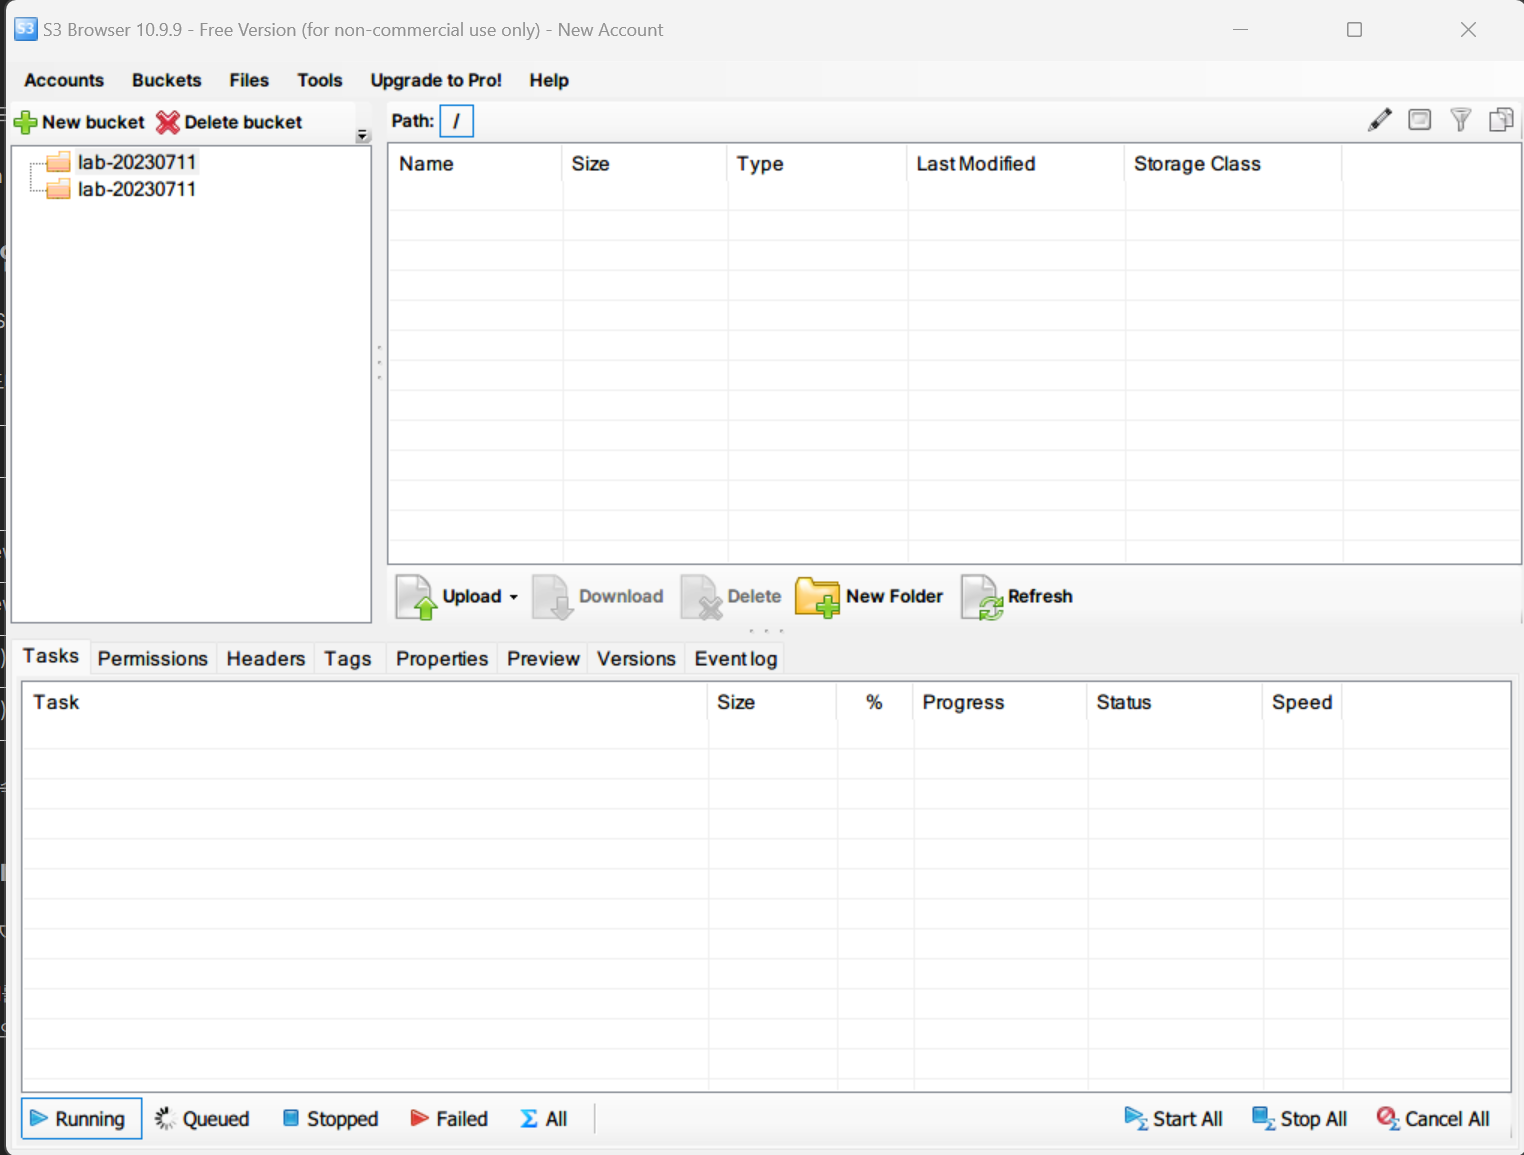 S3 Browser 10.9.9 - Free Version (for non-commercial use only) - New Account
Accounts Buckets Files Tools Upgrade to Pro! Help
New bucket Delete bucket
Path: /
lab-20230711
lab-20230711
Name Size Type Last Modified Storage Class
Upload Download Delete New Folder Refresh
Tasks Permissions Headers Tags Properties Preview Versions Eventlog
Task Size % Progress Status Speed
Running Queued Stopped Failed All Start All Stop All Cancel All